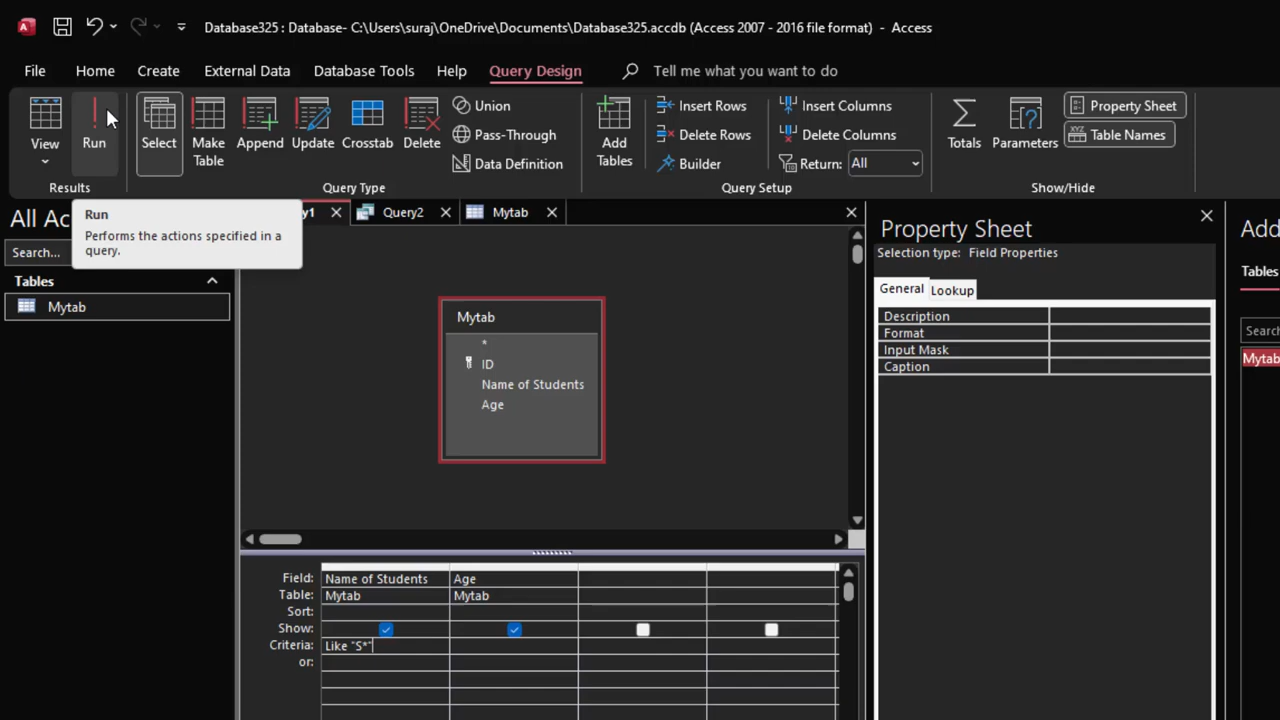 Database325 : Database- C:\Users\suraj\OneDrive\Documents\Database325.accdb (Access 2007 - 2016 file format) - Access
File Home Create External Data Database Tools Help Query Design Tell me what you want to do
View Run Select Make Table Append Update Crosstab Delete
Union
Pass-Through
Data Definition
Add Tables
Insert Rows
Delete Rows
Builder
Insert Columns
Delete Columns
Return: All
Totals Parameters
Property Sheet
XYZ Table Names
Results Query Type Query Setup Show/Hide
Run
Performs the actions specified in a
query.
All Ac
Search...
Tables
Mytab
y1 Query2 Mytab
Mytab
*
ID
Name of Students
Age
Property Sheet
Selection type: Field Properties
General Lookup
Description
Format
Input Mask
Caption
Add
Tables
Search
Mytab
Field: Name of Students Age
Table: Mytab Mytab
Sort:
Show:
Criteria: Like "S*"
or: